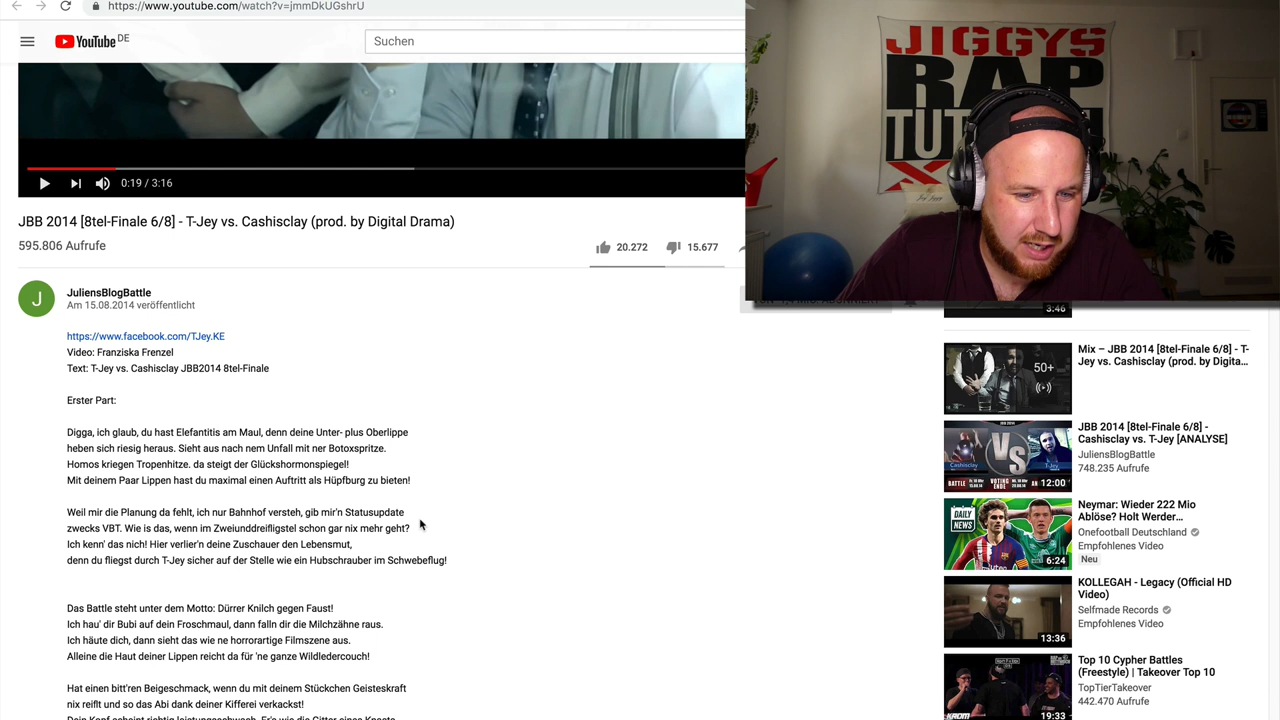 https://www.youtube.com/watch?v=jmmDkUGshrU
YouTube DE
Suchen
JIGGYS
RAP
0:19 / 3:16
JBB 2014 [8tel-Finale 6/8] - T-Jey vs. Cashisclay (prod. by Digital Drama)
595.806 Aufrufe
20.272
15.677
J
JuliensBlogBattle
Am 15.08.2014 veröffentlicht
3:46
https://www.facebook.com/TJey.KE
Video: Franziska Frenzel
Text: T-Jey vs. Cashisclay JBB2014 8tel-Finale
Erster Part:
Digga, ich glaub, du hast Elefantitis am Maul, denn deine Unter- plus Oberlippe
heben sich riesig heraus. Sieht aus nach nem Unfall mit ner Botoxspritze.
Homos kriegen Tropenhitze. da steigt der Glückshormonspiegel!
Mit deinem Paar Lippen hast du maximal einen Auftritt als Hüpfburg zu bieten!
Weil mir die Planung da fehlt, ich nur Bahnhof versteh, gib mir'n Statusupdate
zwecks VBT. Wie is das, wenn im Zweiunddreifligstel schon gar nix mehr geht?
Ich kenn' das nich! Hier verlier'n deine Zuschauer den Lebensmut,
denn du fliegst durch T-Jey sicher auf der Stelle wie ein Hubschrauber im Schwebeflug!
Das Battle steht unter dem Motto: Dürrer Knilch gegen Faust!
Ich hau' dir Bubi auf dein Froschmaul, dann falln dir die Milchzähne raus.
Ich häute dich, dann sieht das wie ne horrorartige Filmszene aus.
Alleine die Haut deiner Lippen reicht da für 'ne ganze Wildledercouch!
Hat einen bitt'ren Beigeschmack, wenn du mit deinem Stückchen Geisteskraft
nix reiflt und so das Abi dank deiner Kifferei verkackst!
50+
Mix – JBB 2014 [8tel-Finale 6/8] - T-
Jey vs. Cashisclay (prod. by Digita...
VS
Cashisclay
T-Jey
12:00
JBB 2014 [8tel-Finale 6/8] -
Cashisclay vs. T-Jey [ANALYSE]
JuliensBlogBattle
748.235 Aufrufe
DAILY
NEWS
6:24
Neymar: Wieder 222 Mio
Ablöse? Holt Werder...
Onefootball Deutschland
Empfohlenes Video
Neu
13:36
KOLLEGAH - Legacy (Official HD
Video)
Selfmade Records
Empfohlenes Video
19:33
Top 10 Cypher Battles
(Freestyle) | Takeover Top 10
TopTierTakeover
442.470 Aufrufe